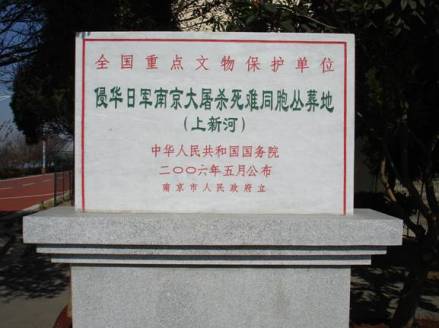 全国重点文物保护单位
侵华日军南京大屠杀死难同胞丛葬地
(上新河)
中华人民共和国国务院
二〇〇六年五月公布
南京市人民政府立